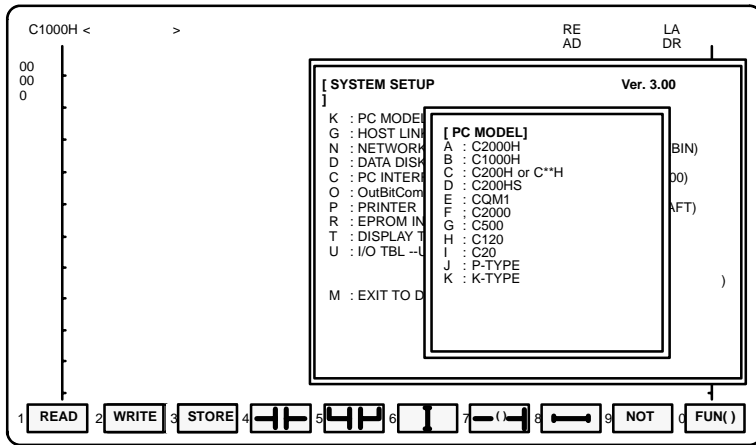 C1000H < >
RE
AD
LA
DR
00
00
0
[ SYSTEM SETUP Ver. 3.00
]
K : PC MODEL
G : HOST LIN
N : NETWORK BIN)
D : DATA DISK
C : PC INTER 00)
O : OutBitCom
P : PRINTER AFT)
R : EPROM IN
T : DISPLAY T
U : I/O TBL --U
)
M : EXIT TO D
[ PC MODEL]
A : C2000H
B : C1000H
C : C200H or C**H
D : C200HS
E : CQM1
F ; C2000
G : C500
H : C120
I : C20
J : P-TYPE
K : K-TYPE
1 READ 2 WRITE 3 STORE 4 5 6 7 ( ) 8 9 NOT 0 FUN( )